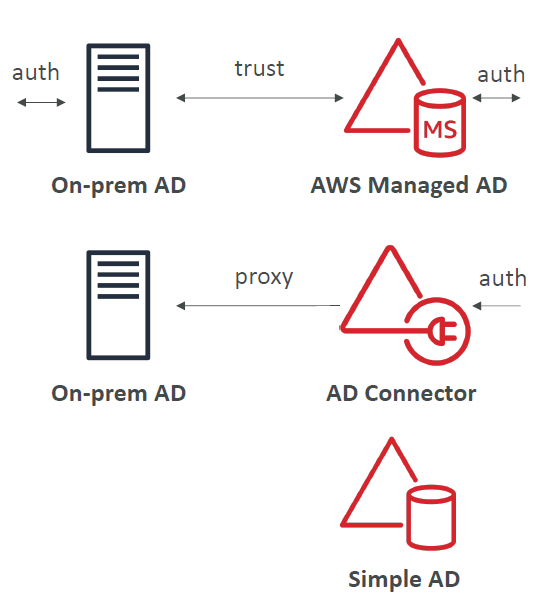 auth
trust
auth
MS
On-prem AD
AWS Managed AD
proxy
auth
On-prem AD
AD Connector
Simple AD